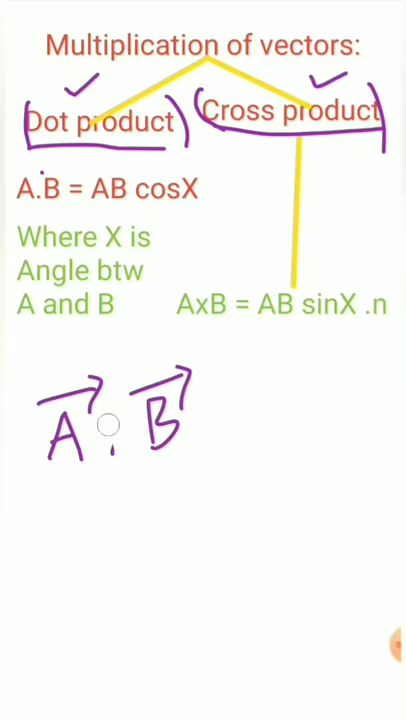 Multiplication of vectors:
Dot product
Cross product
A.B = AB cosX
Where X is
Angle btw
A and B
AxB = AB sinX .n
A . B